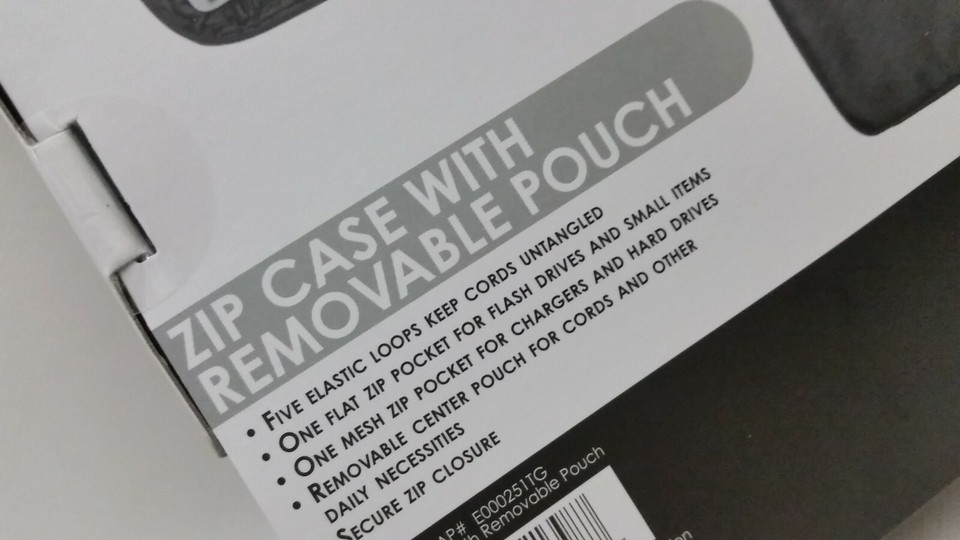 ZIP CASE WITH
REMOVABLE POUCH
• FIVE ELASTIC LOOPS KEEP CORDS UNTANGLED
• ONE FLAT ZIP POCKET FOR FLASH DRIVES AND SMALL ITEMS
• ONE MESH ZIP POCKET FOR CHARGERS AND HARD DRIVES
• REMOVABLE CENTER POUCH FOR CORDS AND OTHER
DAILY NECESSITIES
SECURE ZIP CLOSURE
AP# E000251TG
Removable Pouch